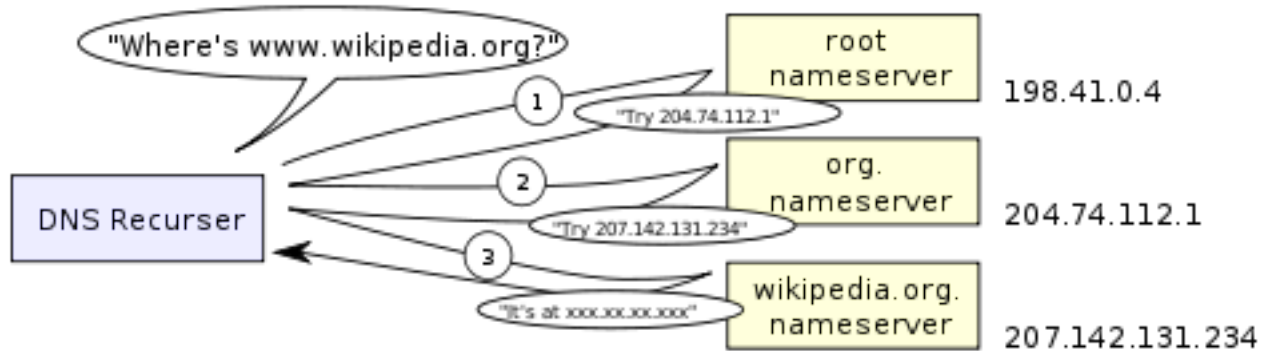 "Where's www.wikipedia.org?"
root
nameserver
198.41.0.4
1
"Try 204.74.112.1"
org.
nameserver
204.74.112.1
2
"Try 207.142.131.234"
DNS Recurser
3
wikipedia.org.
nameserver
207.142.131.234
"It's at xxx.xx.xx.xxx"